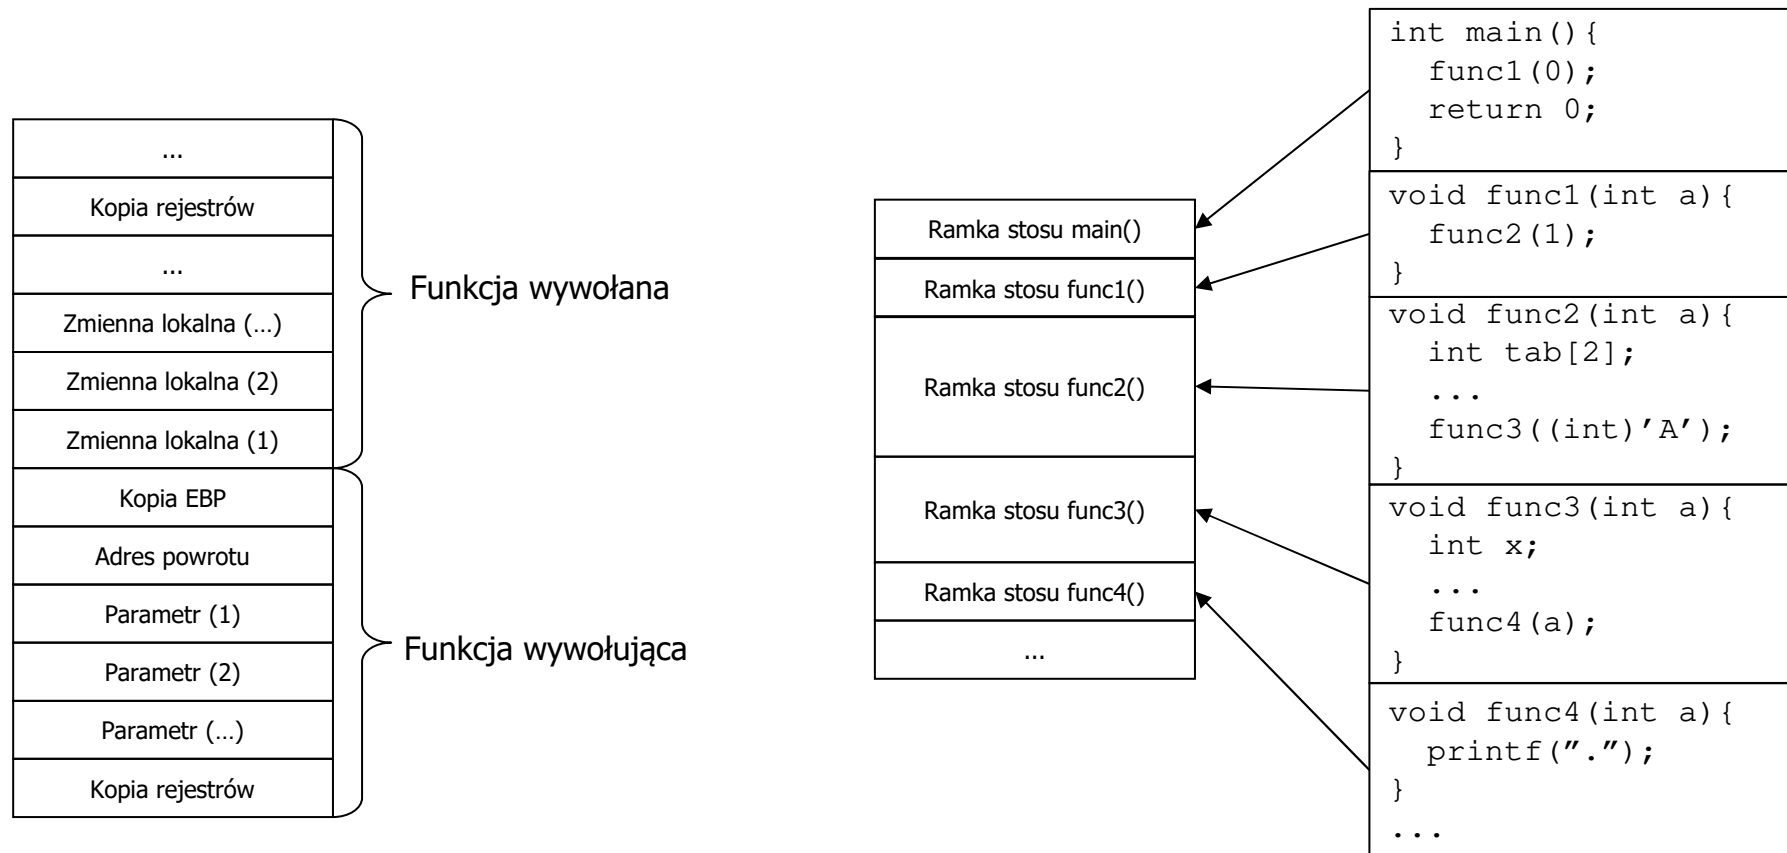 ...
Kopia rejestrów
...
Zmienna lokalna (...)
Zmienna lokalna (2)
Zmienna lokalna (1)
Kopia EBP
Adres powrotu
Parametr (1)
Parametr (2)
Parametr (...)
Kopia rejestrów
Funkcja wywołana
Funkcja wywołująca
Ramka stosu main()
Ramka stosu func1()
Ramka stosu func2()
Ramka stosu func3()
Ramka stosu func4()
...
int main(){
func1(0);
return 0;
}
void func1(int a){
func2(1);
}
void func2(int a){
int tab[2];
...
func3((int)′A′);
}
void func3(int a){
int x;
...
func4(a);
}
void func4(int a){
printf(″.″);
}
...